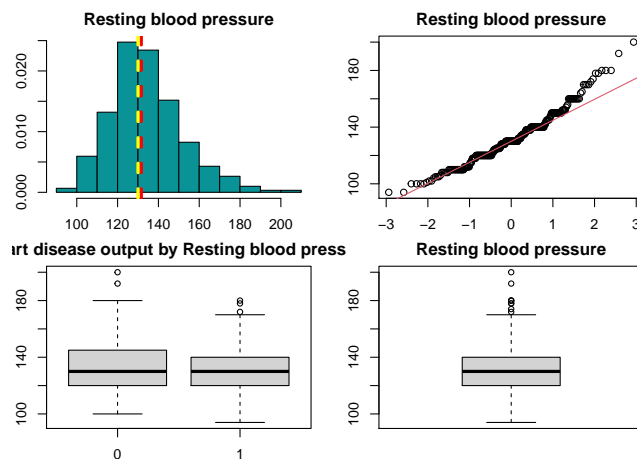 Resting blood pressure
0.020
0.010
0.000
100 120 140 160 180 200
Resting blood pressure
180
140
100
−3 −2 −1 0 1 2 3
art disease output by Resting blood press
180
140
100
0 1
Resting blood pressure
180
140
100